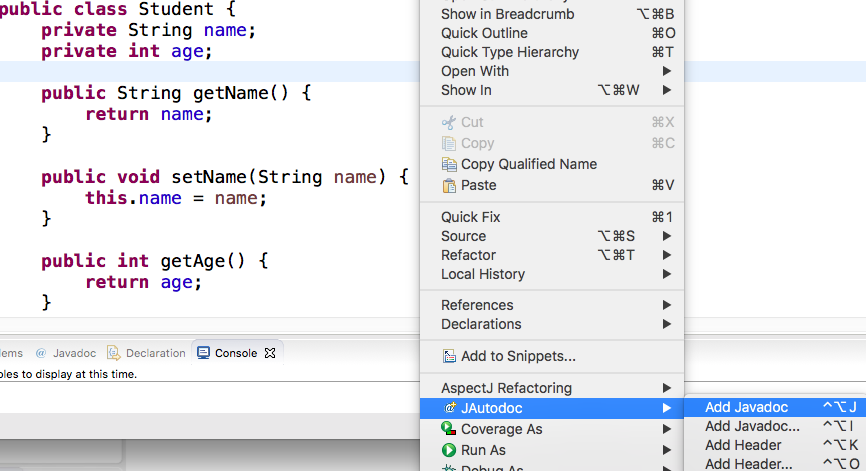 public class Student {
private String name;
private int age;
public String getName() {
return name;
}
public void setName(String name) {
this.name = name;
}
public int getAge() {
return age;
}
Javadoc Declaration Console
to display at this time.
Show in Breadcrumb ⌥⌘B
Quick Outline ⌘O
Quick Type Hierarchy ⌘T
Open With
Show In ⌥⌘W
Cut ⌘X
Copy ⌘C
Copy Qualified Name
Paste ⌘V
Quick Fix ⌘1
Source ⌥⌘S
Refactor ⌥⌘T
Local History
References
Declarations
Add to Snippets...
AspectJ Refactoring
JAutodoc
Coverage As
Run As
Debug As
Add Javadoc ^⌥J
Add Javadoc... ^⌥I
Add Header ^⌥K
Add Header... ^⌥O